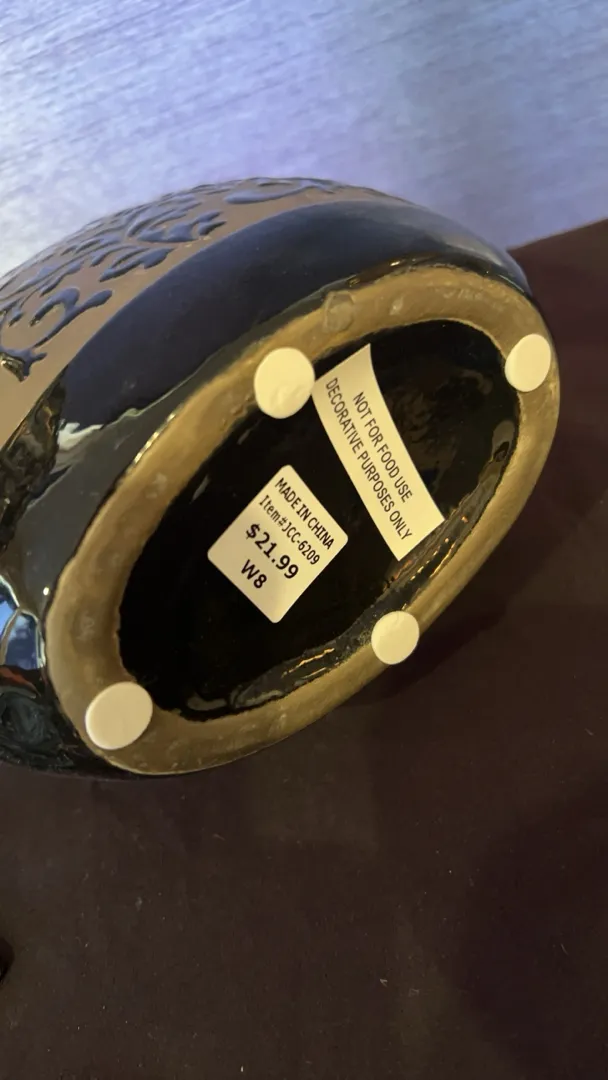 NOT FOR FOOD USE
DECORATIVE PURPOSES ONLY
MADE IN CHINA
Item#JCC-6209
$21.99
W8